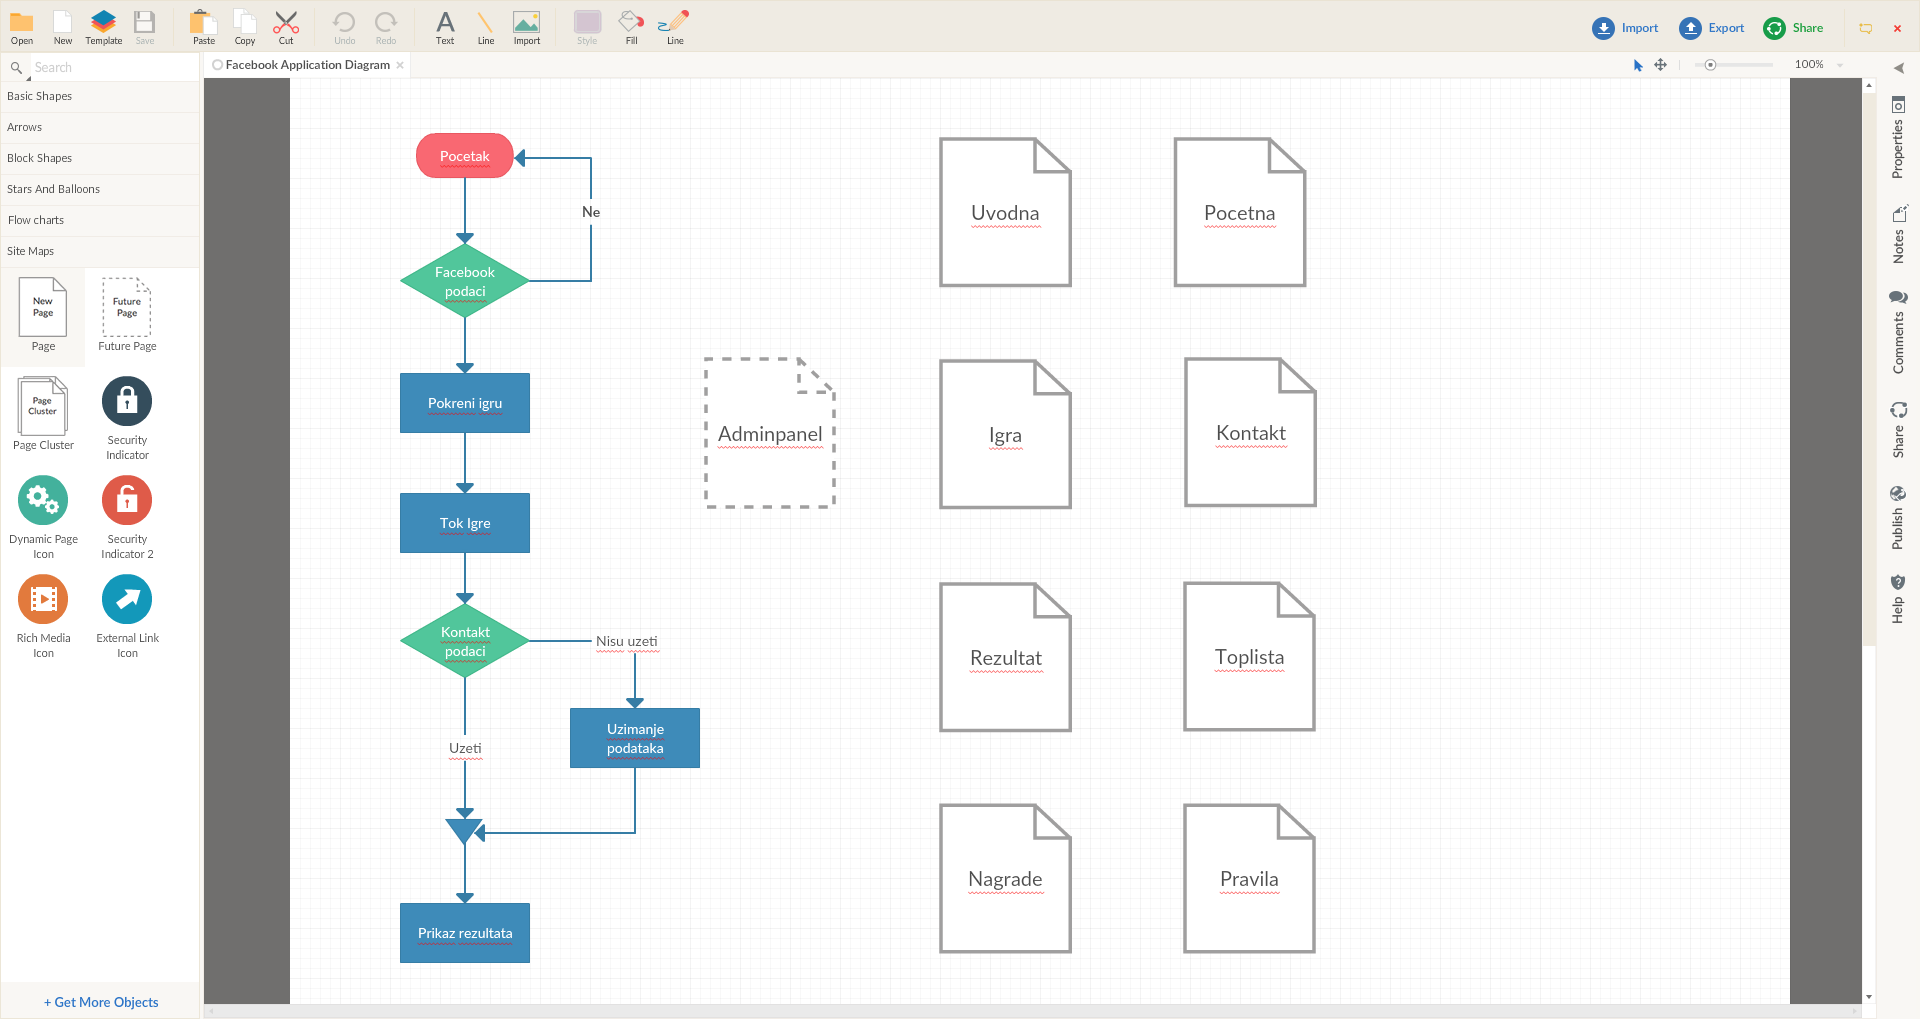 Open
New
Template
Save
Paste
Copy
Cut
Undo
Redo
Text
Line
Import
Style
Fill
Line
Import
Export
Share
Search
Facebook Application Diagram
100%
Basic Shapes
Arrows
Block Shapes
Stars And Balloons
Flow charts
Site Maps
New
Page
Page
Future
Page
Future Page
Page
Cluster
Page Cluster
Security
Indicator
Dynamic Page
Icon
Security
Indicator 2
Rich Media
Icon
External Link
Icon
+ Get More Objects
Pocetak
Ne
Facebook
podaci
Pokreni igru
Tok Igre
Kontakt
podaci
Nisu uzeti
Uzimanje
podataka
Uzeti
Prikaz rezultata
Uvodna
Pocetna
Adminpanel
Igra
Kontakt
Rezultat
Toplista
Nagrade
Pravila
Properties
Notes
Comments
Share
Publish
Help